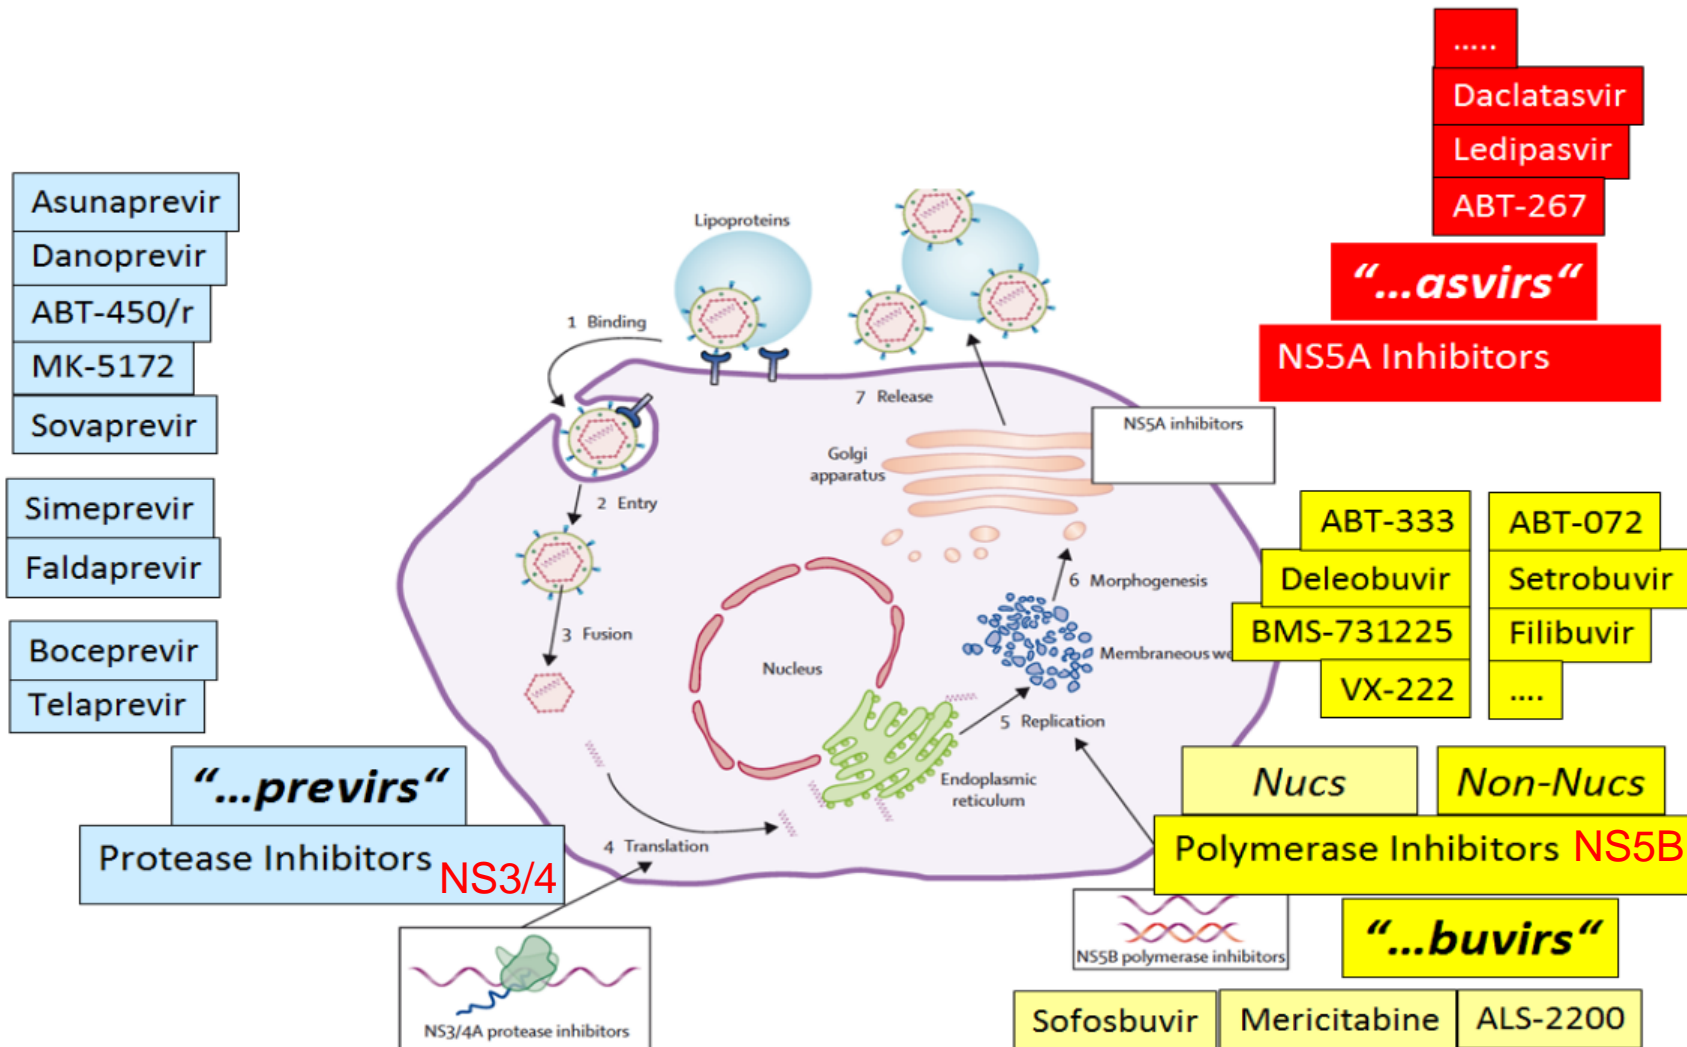 Asunaprevir
Danoprevir
ABT-450/r
MK-5172
Sovaprevir
Simeprevir
Faldaprevir
Boceprevir
Telaprevir
“...previrs“
Protease Inhibitors NS3/4
NS3/4A protease inhibitors
Lipoproteins
1 Binding
2 Entry
3 Fusion
4 Translation
Nucleus
Endoplasmic
reticulum
5 Replication
Membraneous we
6 Morphogenesis
Golgi
apparatus
7 Release
NS5A inhibitors
.....
Daclatasvir
Ledipasvir
ABT-267
“...asvirs“
NS5A Inhibitors
ABT-333
Deleobuvir
BMS-731225
VX-222
ABT-072
Setrobuvir
Filibuvir
....
Nucs
Non-Nucs
Polymerase Inhibitors NS5B
“...buvirs“
NS5B polymerase inhibitors
Sofosbuvir
Mericitabine
ALS-2200